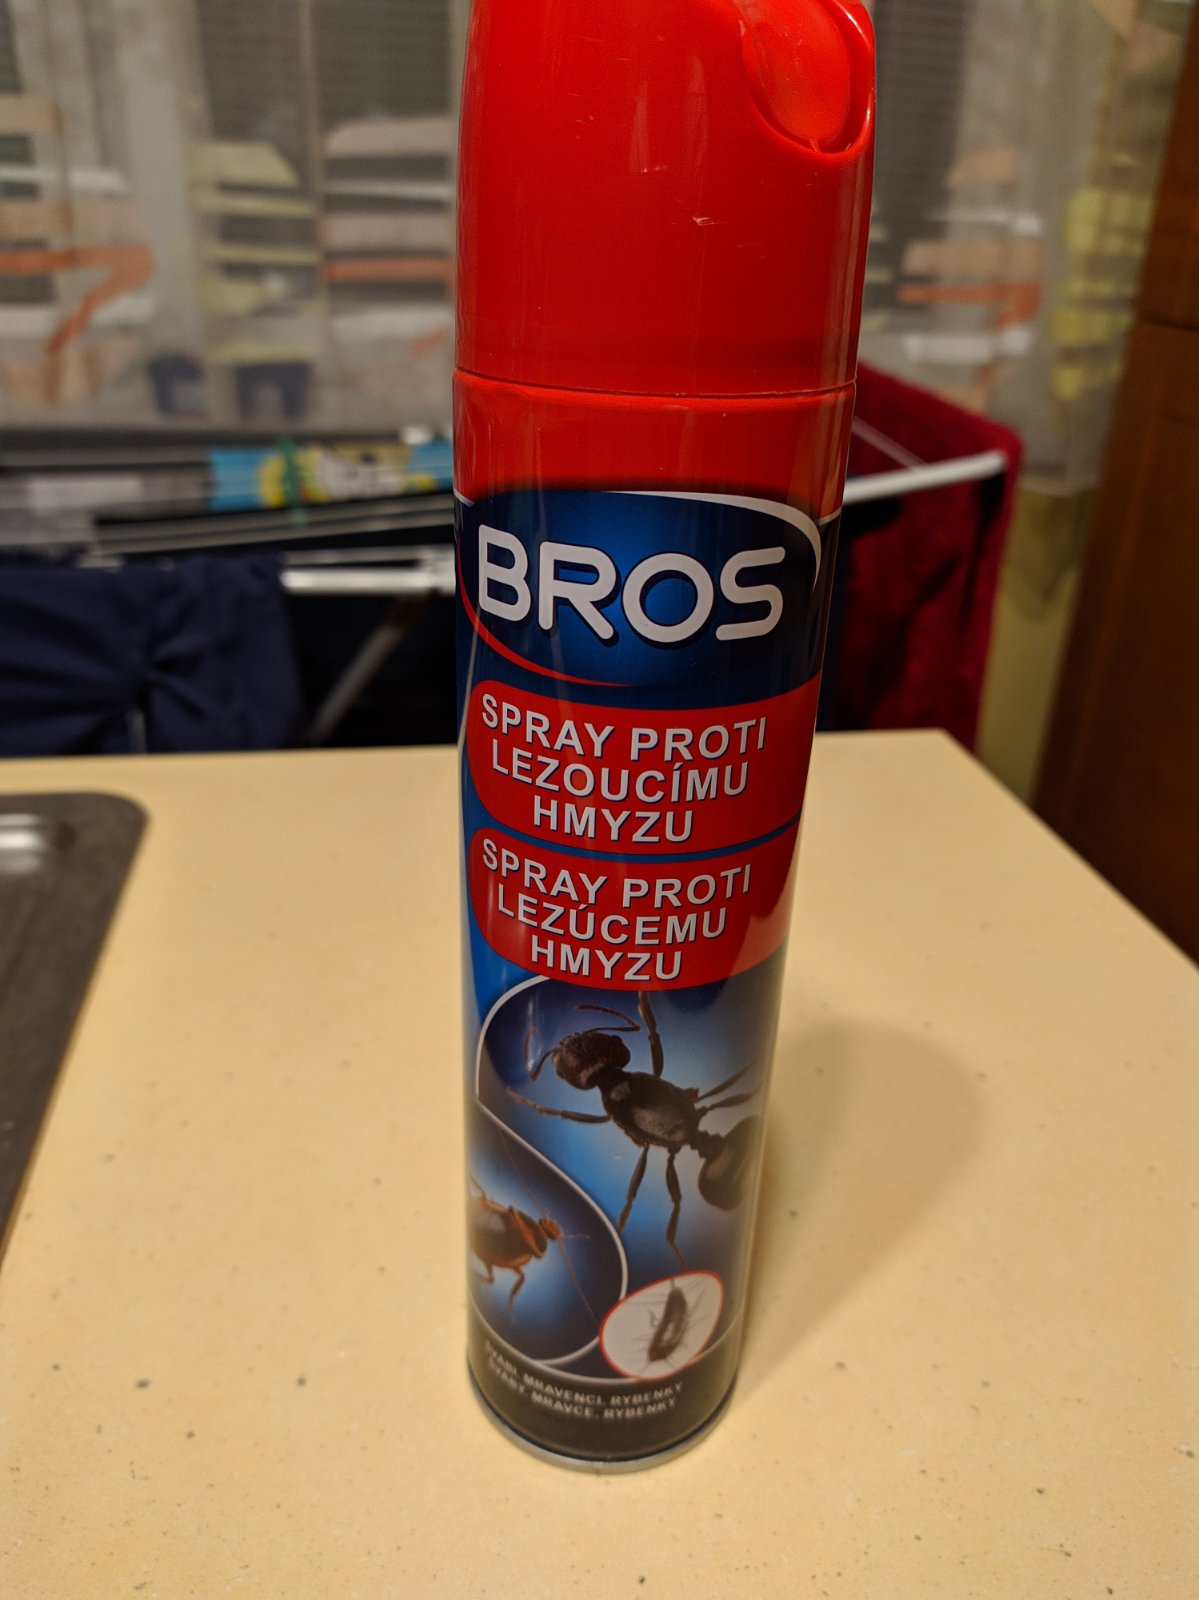 BROS
SPRAY PROTI
LEZOUCÍMU
HMYZU
SPRAY PROTI
LEZÚCEMU
HMYZU
ŠVÁBI, MRAVENCI, RYBENKY
ŠVÁBY, MRAVCE, RYBENKY